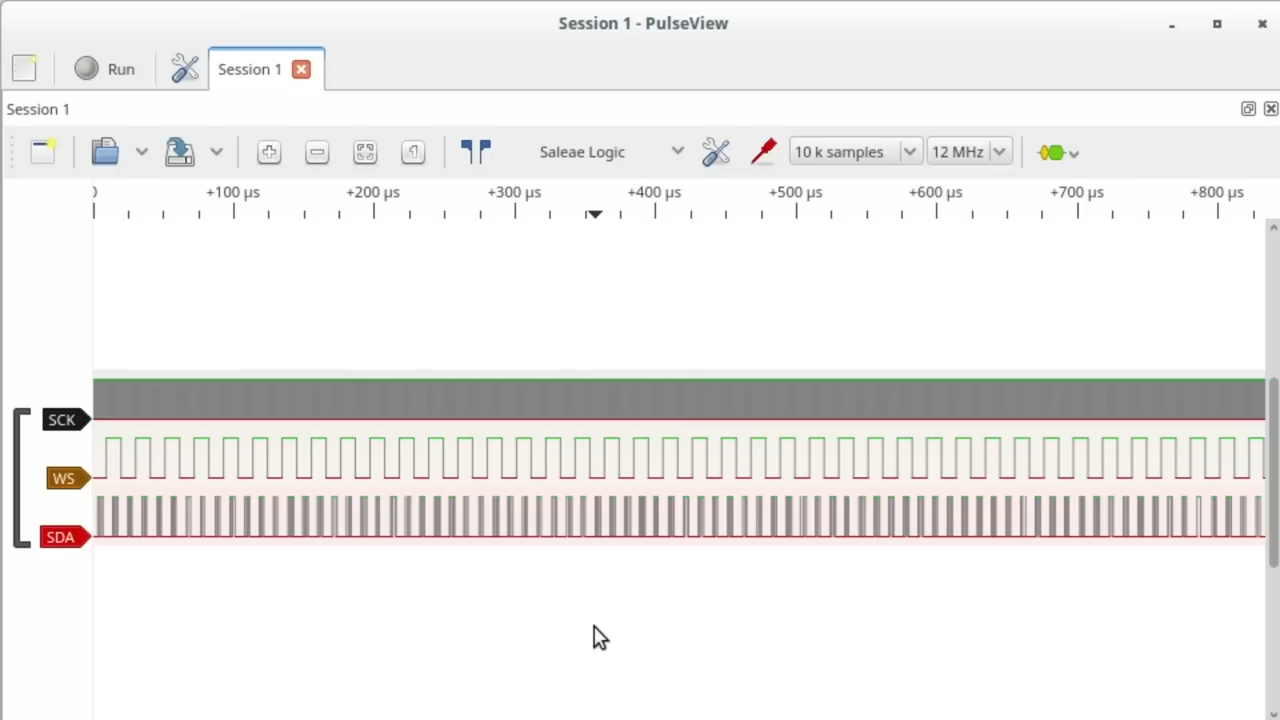 Session 1 - PulseView
Run
Session 1
Session 1
Saleae Logic
10 k samples
12 MHz
+100 µs +200 µs +300 µs +400 µs +500 µs +600 µs +700 µs +800 µs
SCK
WS
SDA